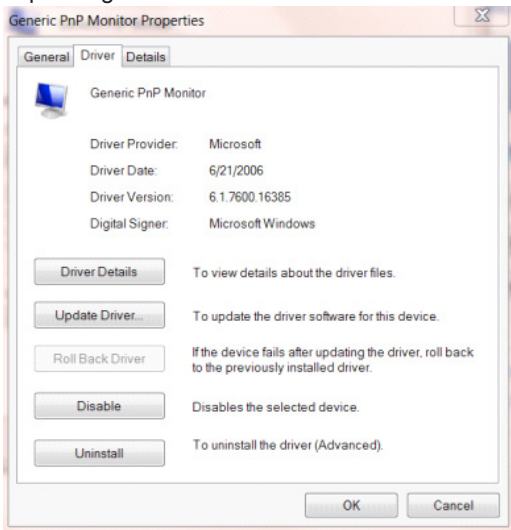 Generic PnP Monitor Properties
General Driver Details
Generic PnP Monitor
Driver Provider: Microsoft
Driver Date: 6/21/2006
Driver Version: 6.1.7600.16385
Digital Signer: Microsoft Windows
Driver Details To view details about the driver files.
Update Driver... To update the driver software for this device.
Roll Back Driver If the device fails after updating the driver, roll back
to the previously installed driver.
Disable Disables the selected device.
Uninstall To uninstall the driver (Advanced).
OK Cancel